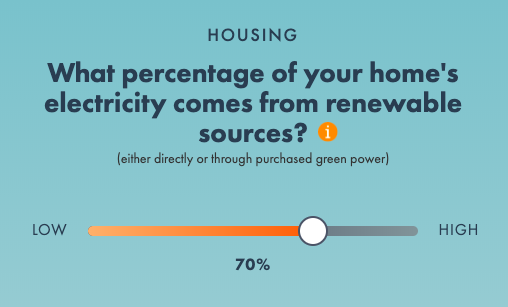 HOUSING
What percentage of your home's
electricity comes from renewable
sources? i
(either directly or through purchased green power)
LOW HIGH
70%